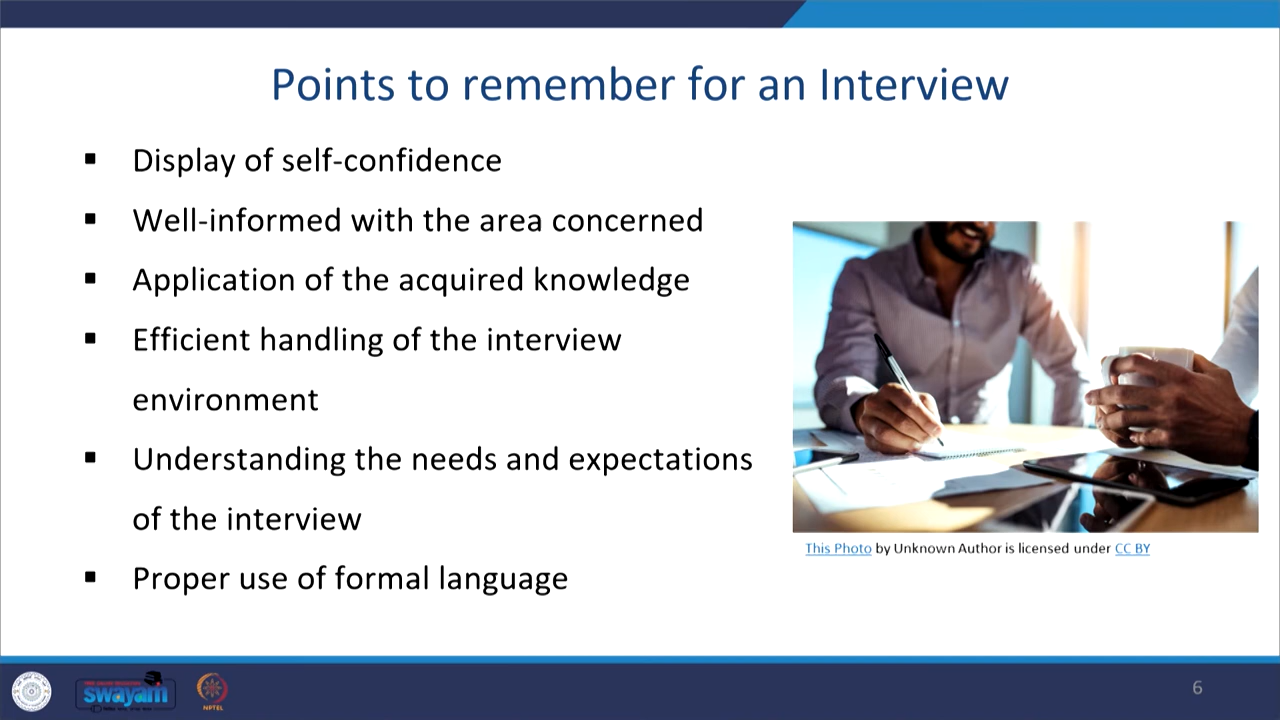 Points to remember for an Interview
▪ Display of self-confidence
▪ Well-informed with the area concerned
▪ Application of the acquired knowledge
▪ Efficient handling of the interview
environment
▪ Understanding the needs and expectations
of the interview
▪ Proper use of formal language
This Photo by Unknown Author is licensed under CC BY
swayam
NPTEL
6